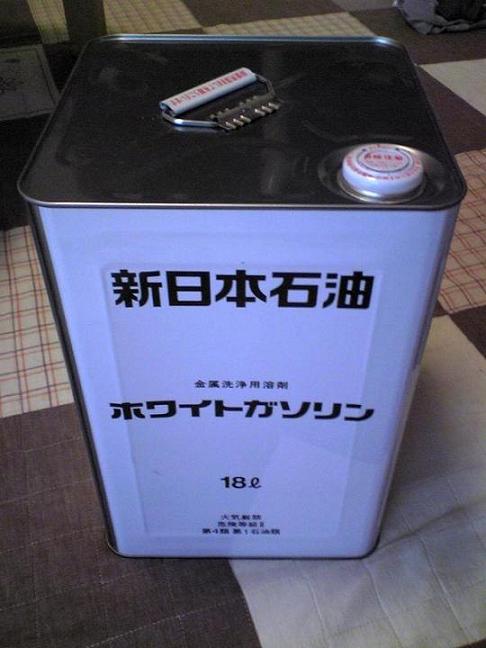 新日本石油
金属洗浄用溶剤
ホワイトガソリン
18ℓ
火気厳禁
危険等級Ⅱ
第4類 第1石油類